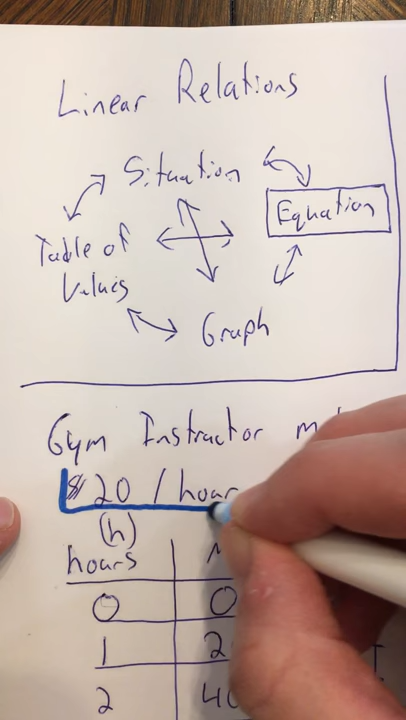 Linear Relations
Situation
Equation
Table of
Values
Graph
Gym Instructor
$20 / hour
(h)
hours
0 0
1 2
2 40